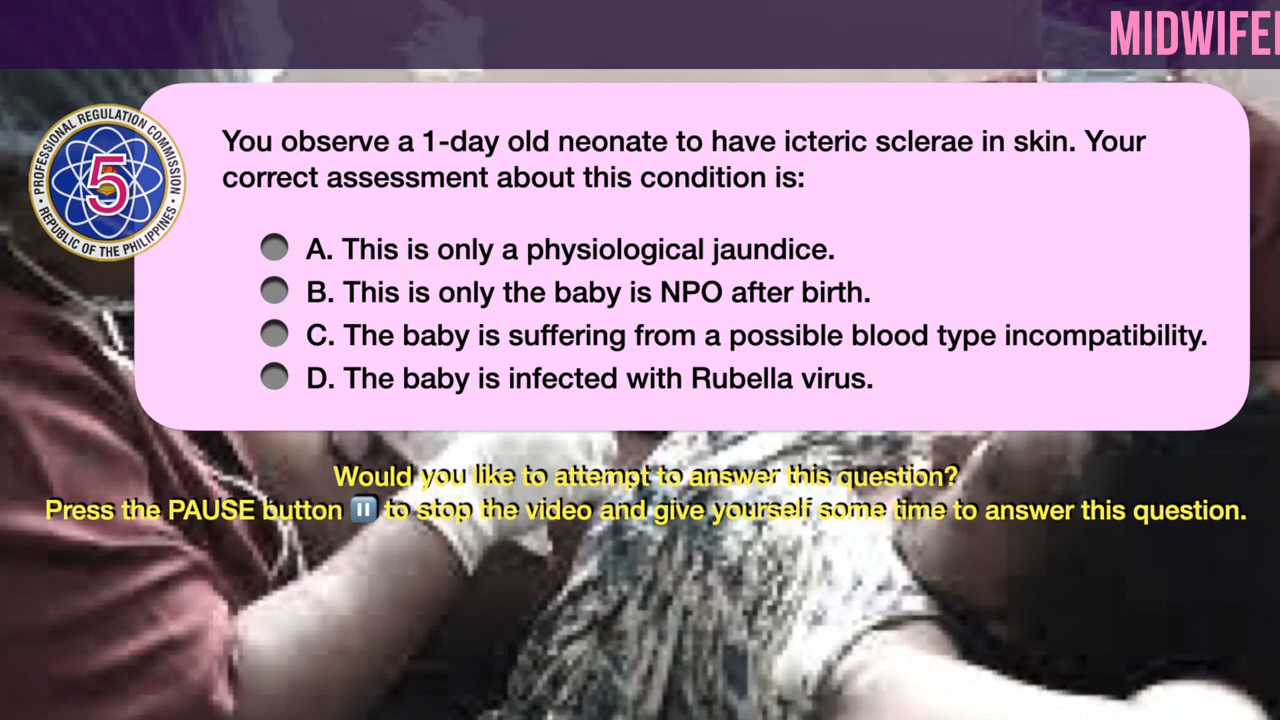 MIDWIFE
PROFESSIONAL REGULATION COMMISSION
5
REPUBLIC OF THE PHILIPPINES
You observe a 1-day old neonate to have icteric sclerae in skin. Your
correct assessment about this condition is:
A. This is only a physiological jaundice.
B. This is only the baby is NPO after birth.
C. The baby is suffering from a possible blood type incompatibility.
D. The baby is infected with Rubella virus.
Would you like to attempt to answer this question?
Press the PAUSE button ⏸ to stop the video and give yourself some time to answer this question.